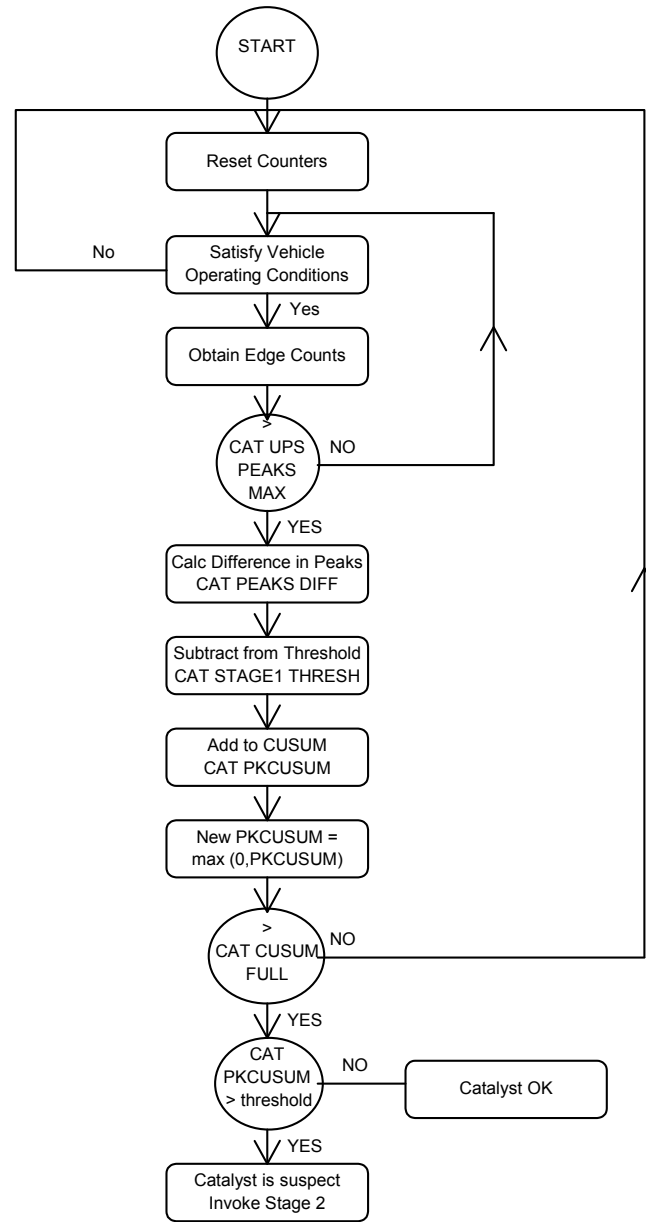 START
Reset Counters
No
Satisfy Vehicle
Operating Conditions
Yes
Obtain Edge Counts
>
CAT UPS
PEAKS
MAX
NO
YES
Calc Difference in Peaks
CAT PEAKS DIFF
Subtract from Threshold
CAT STAGE1 THRESH
Add to CUSUM
CAT PKCUSUM
New PKCUSUM =
max (0,PKCUSUM)
>
CAT CUSUM
FULL
NO
YES
CAT
PKCUSUM
> threshold
NO
Catalyst OK
YES
Catalyst is suspect
Invoke Stage 2